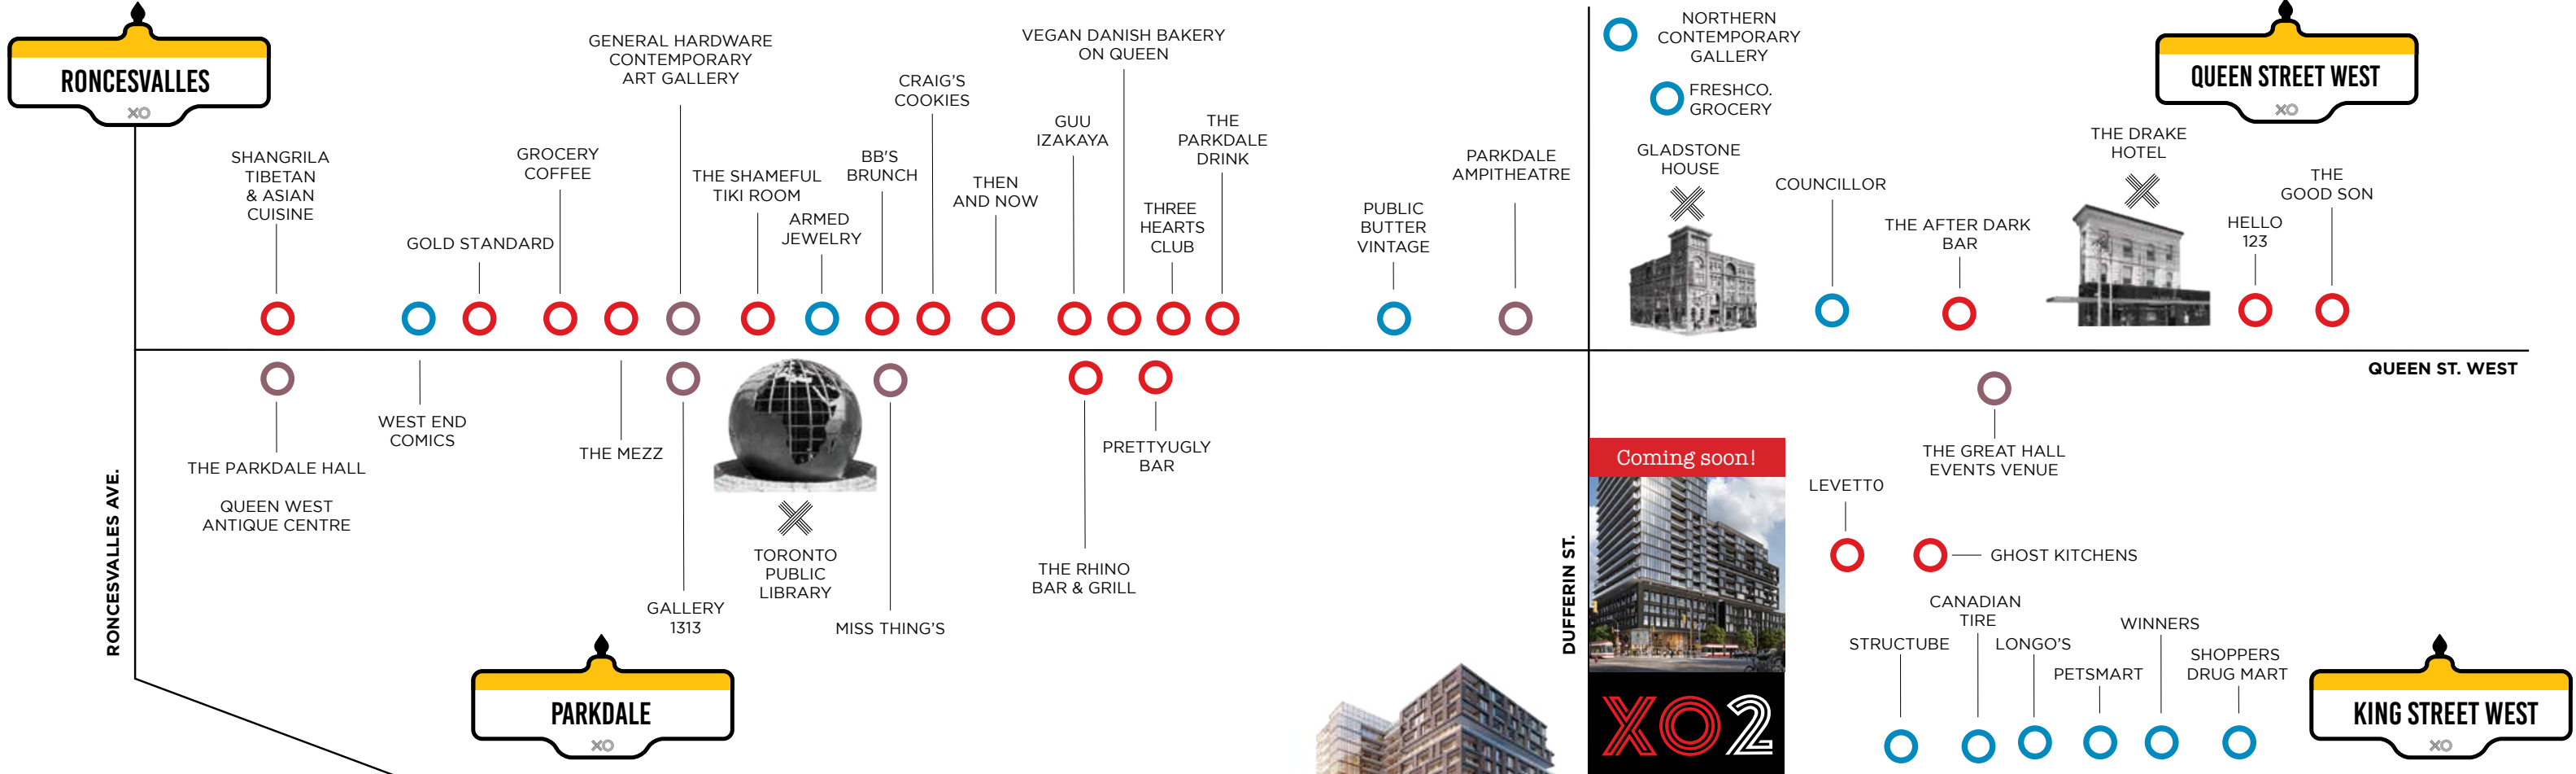 RONCESVALLES
XO
SHANGRILA
TIBETAN
& ASIAN
CUISINE
GOLD STANDARD
GROCERY
COFFEE
GENERAL HARDWARE
CONTEMPORARY
ART GALLERY
THE SHAMEFUL
TIKI ROOM
ARMED
JEWELRY
BB'S
BRUNCH
CRAIG'S
COOKIES
THEN
AND NOW
GUU
IZAKAYA
VEGAN DANISH BAKERY
ON QUEEN
THREE
HEARTS
CLUB
THE
PARKDALE
DRINK
PUBLIC
BUTTER
VINTAGE
PARKDALE
AMPITHEATRE
NORTHERN
CONTEMPORARY
GALLERY
FRESHCO.
GROCERY
GLADSTONE
HOUSE
COUNCILLOR
THE AFTER DARK
BAR
THE DRAKE
HOTEL
HELLO
123
THE
GOOD SON
QUEEN STREET WEST
XO
QUEEN ST. WEST
RONCESVALLES AVE.
THE PARKDALE HALL
QUEEN WEST
ANTIQUE CENTRE
WEST END
COMICS
THE MEZZ
GALLERY
1313
TORONTO
PUBLIC
LIBRARY
MISS THING'S
THE RHINO
BAR & GRILL
PRETTYUGLY
BAR
PARKDALE
XO
DUFFERIN ST.
Coming soon!
XO2
THE GREAT HALL
EVENTS VENUE
LEVETTO
GHOST KITCHENS
STRUCTUBE
CANADIAN
TIRE
LONGO'S
PETSMART
WINNERS
SHOPPERS
DRUG MART
KING STREET WEST
XO